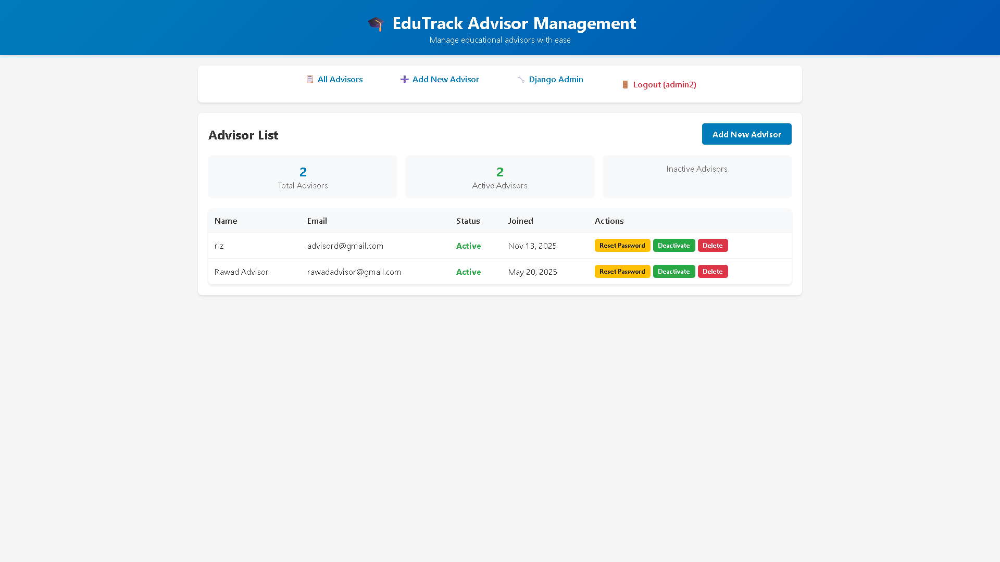 EduTrack Advisor Management
Manage educational advisors with ease
All Advisors
Add New Advisor
Django Admin
Logout (admin2)
Advisor List
Add New Advisor
2
Total Advisors
2
Active Advisors
Inactive Advisors
Name Email Status Joined Actions
r z advisord@gmail.com Active Nov 13, 2025 Reset Password Deactivate Delete
Rawad Advisor rawadadvisor@gmail.com Active May 20, 2025 Reset Password Deactivate Delete